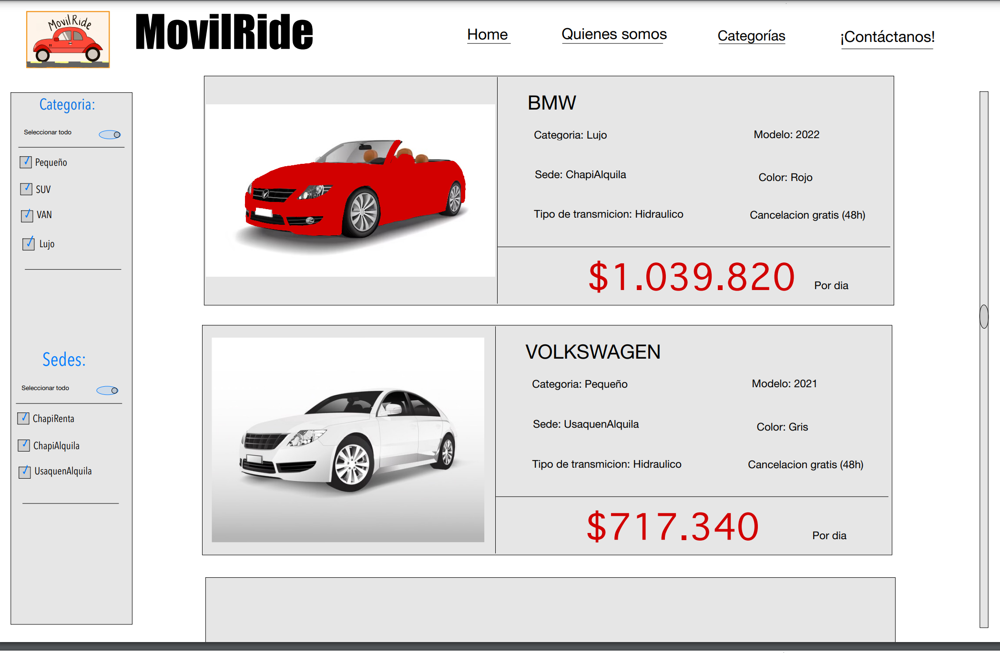 MovilRide
MovilRide
Home
Quienes somos
Categorías
¡Contáctanos!
Categoria:
Seleccionar todo
Pequeño
SUV
VAN
Lujo
Sedes:
Seleccionar todo
ChapiRenta
ChapiAlquila
UsaquenAlquila
BMW
Categoria: Lujo
Modelo: 2022
Sede: ChapiAlquila
Color: Rojo
Tipo de transmicion: Hidraulico
Cancelacion gratis (48h)
$1.039.820
Por dia
VOLKSWAGEN
Categoria: Pequeño
Modelo: 2021
Sede: UsaquenAlquila
Color: Gris
Tipo de transmicion: Hidraulico
Cancelacion gratis (48h)
$717.340
Por dia